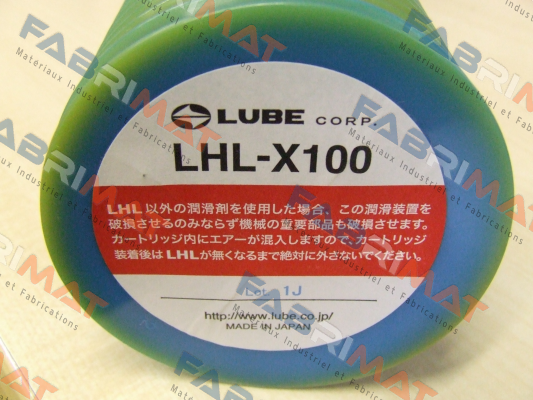 LUBE CORP.
LHL-X100
LHL以外の潤滑剤を使用した場合、この潤滑装置を
破損させるのみならず機械の重要部品も破損させます。
カートリッジ内にエアーが混入しますのでカートリッジ
装着後はLHLが無くなるまで絶対に外さないでください。
Lot. 1J
http://www.lube.co.jp/
MADE IN JAPAN
FABRIMAT
Materiaux Industriel et Fabrications